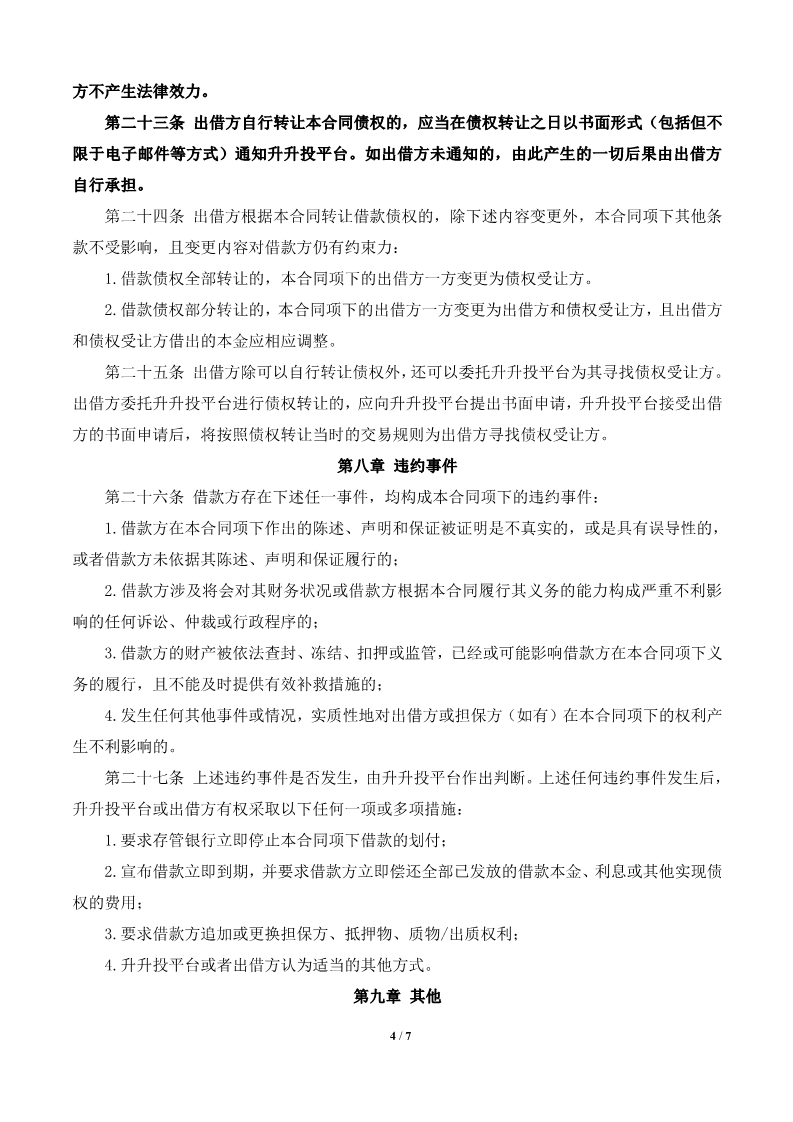 方不产生法律效力。
第二十三条 出借方自行转让本合同债权的，应当在债权转让之日以书面形式（包括但不
限于电子邮件等方式）通知升升投平台。如出借方未通知的，由此产生的一切后果由出借方
自行承担。
第二十四条 出借方根据本合同转让借款债权的，除下述内容变更外，本合同项下其他条
款不受影响，且变更内容对借款方仍有约束力：
1.借款债权全部转让的，本合同项下的出借方一方变更为债权受让方。
2.借款债权部分转让的，本合同项下的出借方一方变更为出借方和债权受让方，且出借方
和债权受让方借出的本金应相应调整。
第二十五条 出借方除可以自行转让债权外，还可以委托升升投平台为其寻找债权受让方。
出借方委托升升投平台进行债权转让的，应向升升投平台提出书面申请，升升投平台接受出借
方的书面申请后，将按照债权转让当时的交易规则为出借方寻找债权受让方。
第八章 违约事件
第二十六条 借款方存在下述任一事件，均构成本合同项下的违约事件：
1.借款方在本合同项下作出的陈述、声明和保证被证明是不真实的，或是具有误导性的，
或者借款方未依据其陈述、声明和保证履行的；
2.借款方涉及将会对其财务状况或借款方根据本合同履行其义务的能力构成严重不利影
响的任何诉讼、仲裁或行政程序的；
3.借款方的财产被依法查封、冻结、扣押或监管，已经或可能影响借款方在本合同项下义
务的履行，且不能及时提供有效补救措施的；
4.发生任何其他事件或情况，实质性地对出借方或担保方（如有）在本合同项下的权利产
生不利影响的。
第二十七条 上述违约事件是否发生，由升升投平台作出判断。上述任何违约事件发生后，
升升投平台或出借方有权采取以下任何一项或多项措施：
1.要求存管银行立即停止本合同项下借款的划付；
2.宣布借款立即到期，并要求借款方立即偿还全部已发放的借款本金、利息或其他实现债
权的费用；
3.要求借款方追加或更换担保方、抵押物、质物/出质权利；
4.升升投平台或者出借方认为适当的其他方式。
第九章 其他
4 / 7